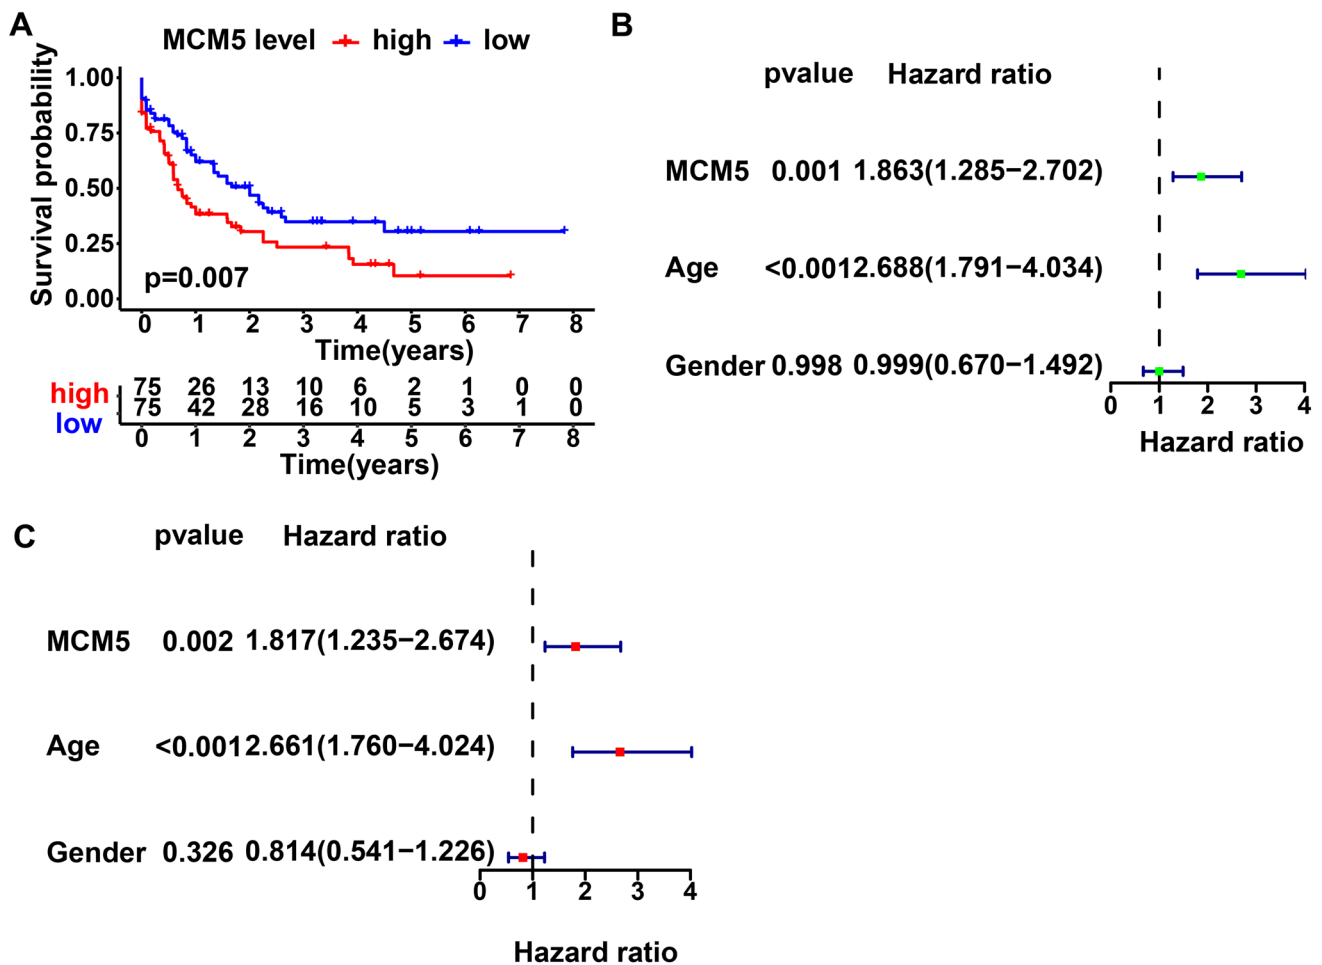 A
MCM5 level high low
Survival probability
1.00
0.75
0.50
0.25
0.00
p=0.007
0 1 2 3 4 5 6 7 8
Time(years)
high 75 26 13 10 6 2 1 0 0
low 75 42 28 16 10 5 3 1 0
0 1 2 3 4 5 6 7 8
Time(years)
B
pvalue Hazard ratio
MCM5 0.001 1.863(1.285−2.702)
Age <0.001 2.688(1.791−4.034)
Gender 0.998 0.999(0.670−1.492)
0 1 2 3 4
Hazard ratio
C
pvalue Hazard ratio
MCM5 0.002 1.817(1.235−2.674)
Age <0.001 2.661(1.760−4.024)
Gender 0.326 0.814(0.541−1.226)
0 1 2 3 4
Hazard ratio